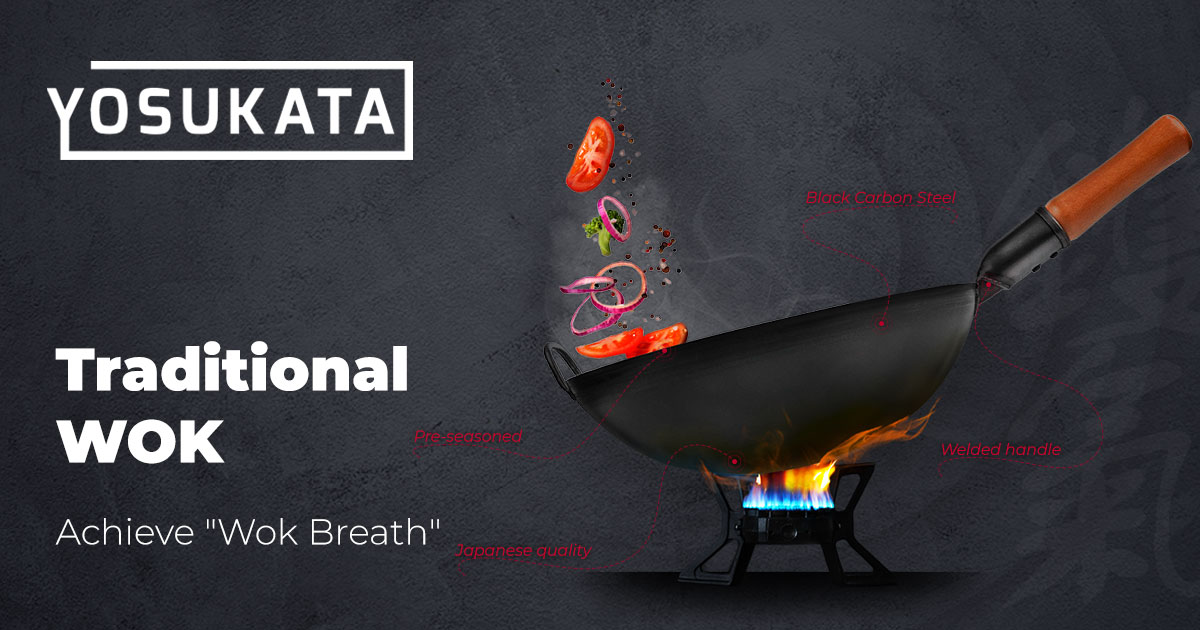 YOSUKATA
Traditional
WOK
Achieve "Wok Breath"
Black Carbon Steel
Pre-seasoned
Welded handle
Japanese quality